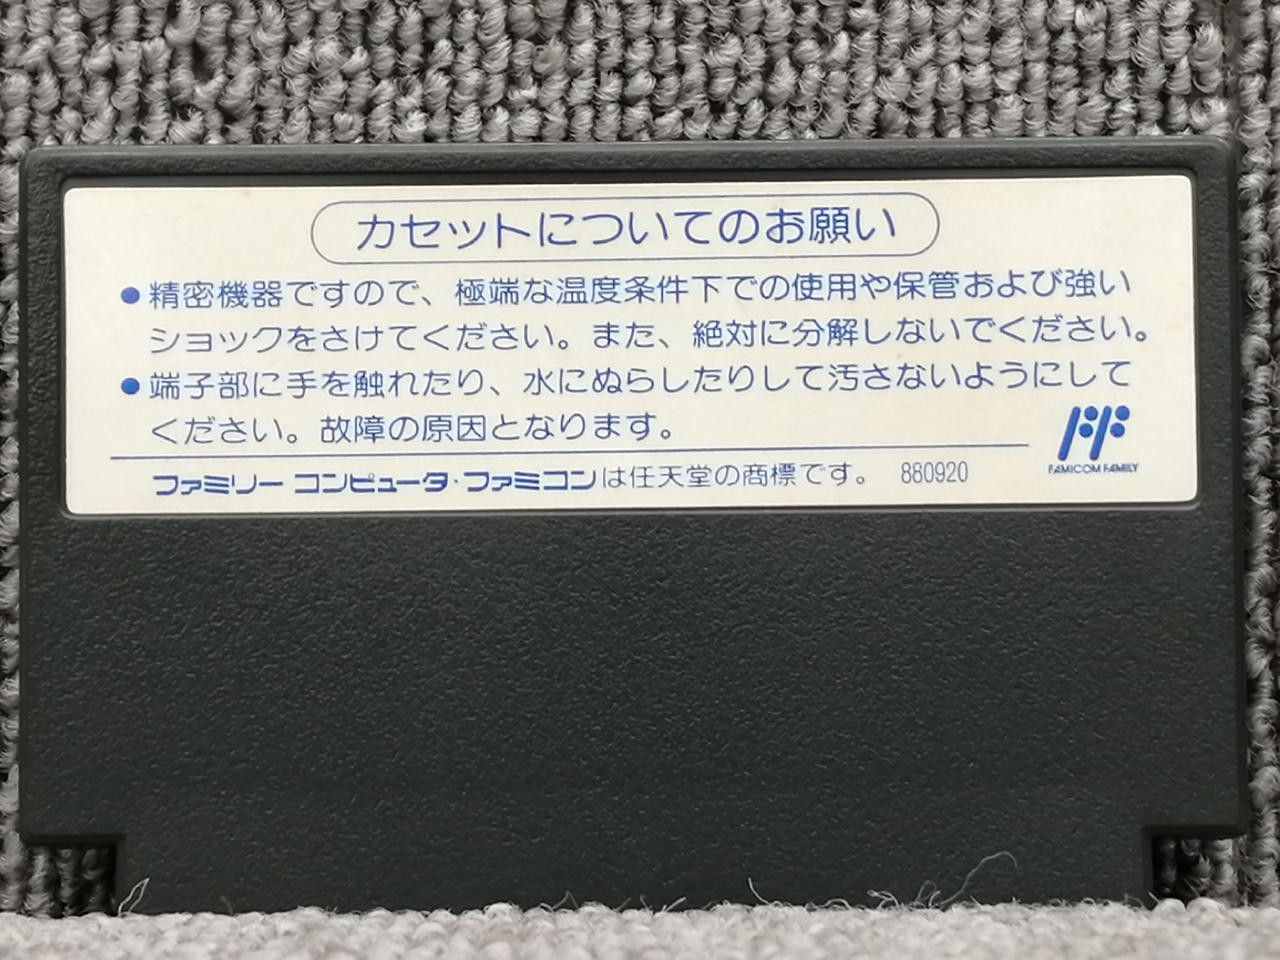 カセットについてのお願い
●精密機器ですので、極端な温度条件下での使用や保管および強い
ショックをさけてください。また、絶対に分解しないでください。
●端子部に手を触れたり、水にぬらしたりして汚さないようにして
ください。故障の原因となります。
FF
FAMICOM FAMILY
ファミリー コンピュータ・ファミコンは任天堂の商標です。 880920